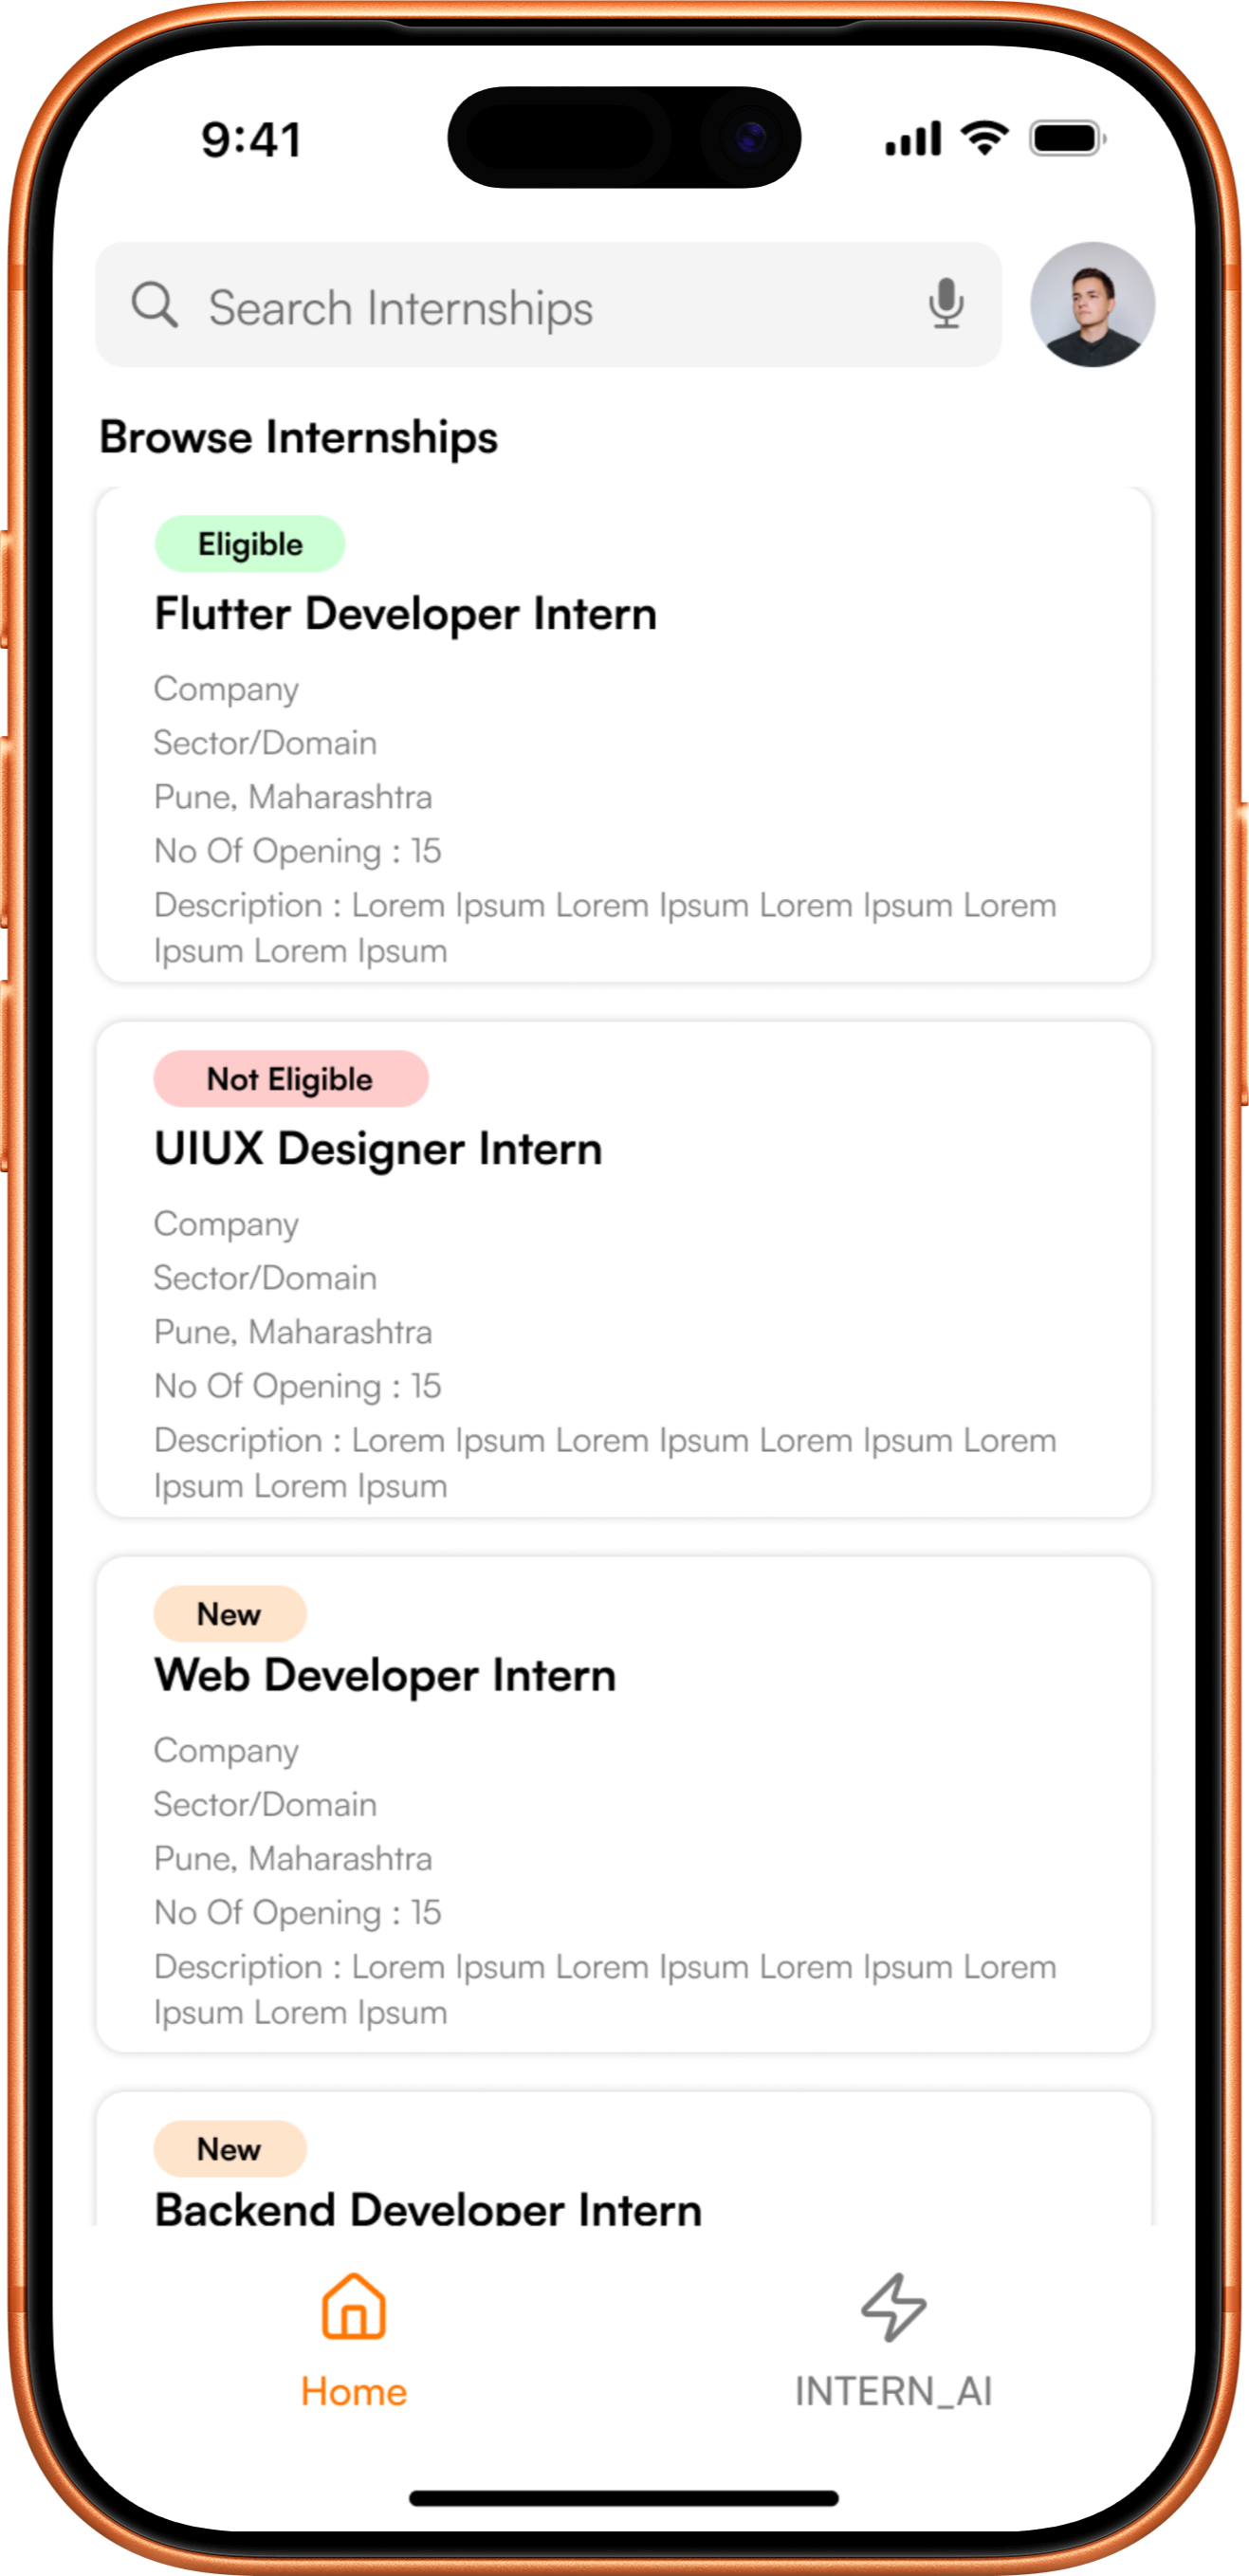 9:41
Search Internships
Browse Internships
Eligible
Flutter Developer Intern
Company
Sector/Domain
Pune, Maharashtra
No Of Opening : 15
Description : Lorem Ipsum Lorem Ipsum Lorem Ipsum Lorem
Ipsum Lorem Ipsum
Not Eligible
UIUX Designer Intern
Company
Sector/Domain
Pune, Maharashtra
No Of Opening : 15
Description : Lorem Ipsum Lorem Ipsum Lorem Ipsum Lorem
Ipsum Lorem Ipsum
New
Web Developer Intern
Company
Sector/Domain
Pune, Maharashtra
No Of Opening : 15
Description : Lorem Ipsum Lorem Ipsum Lorem Ipsum Lorem
Ipsum Lorem Ipsum
New
Backend Developer Intern
Home
INTERN_AI